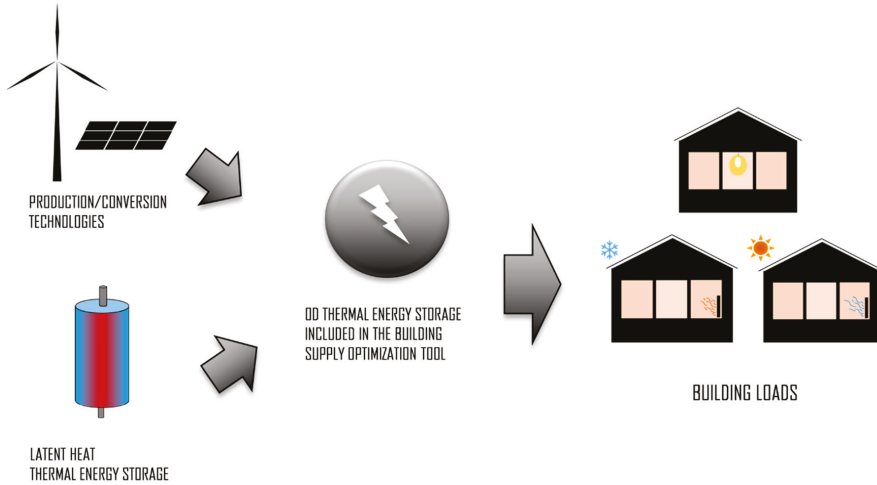 PRODUCTION/CONVERSION
TECHNOLOGIES
0D THERMAL ENERGY STORAGE
INCLUDED IN THE BUILDING
SUPPLY OPTIMIZATION TOOL
BUILDING LOADS
LATENT HEAT
THERMAL ENERGY STORAGE